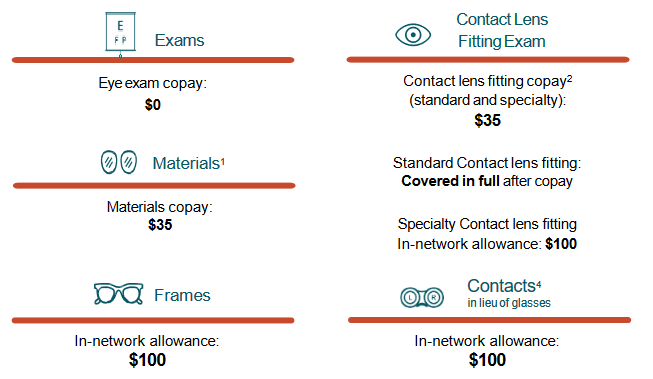 E
F P
Exams
Eye exam copay:
$0
Materials¹
Materials copay:
$35
Frames
In-network allowance:
$100
Contact Lens
Fitting Exam
Contact lens fitting copay²
(standard and specialty):
$35
Standard Contact lens fitting:
Covered in full after copay
Specialty Contact lens fitting
In-network allowance: $100
L R
Contacts⁴
in lieu of glasses
In-network allowance:
$100